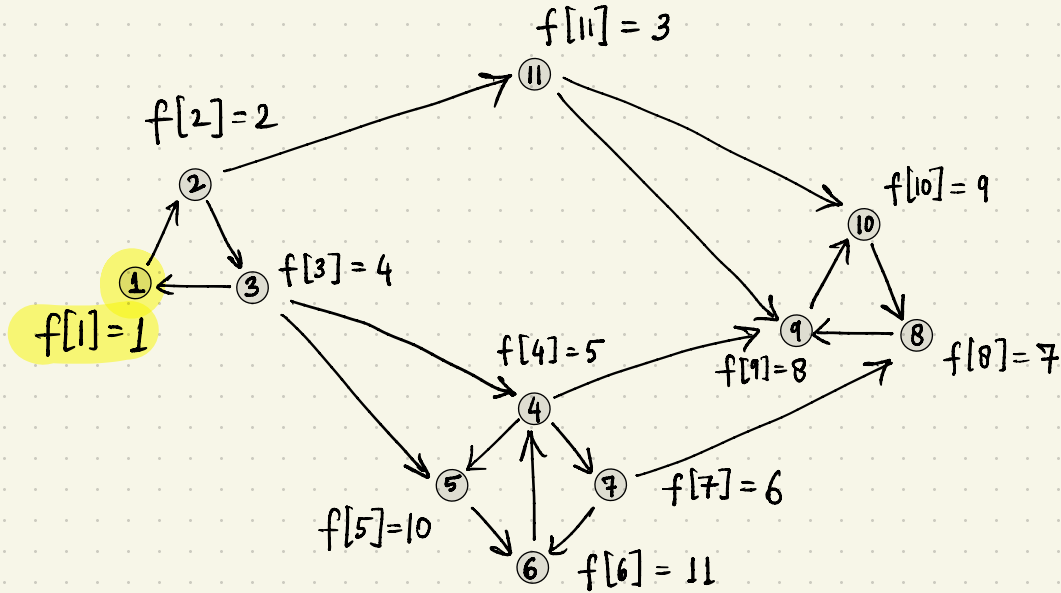 f[11] = 3
11
f[2]=2
2
f[10] = 9
10
1
3
f[3] = 4
f[1]=1
9
8
f[4]=5
f[9]=8
f[8]=7
4
5
7
f[7]=6
f[5]=10
6
f[6] = 11